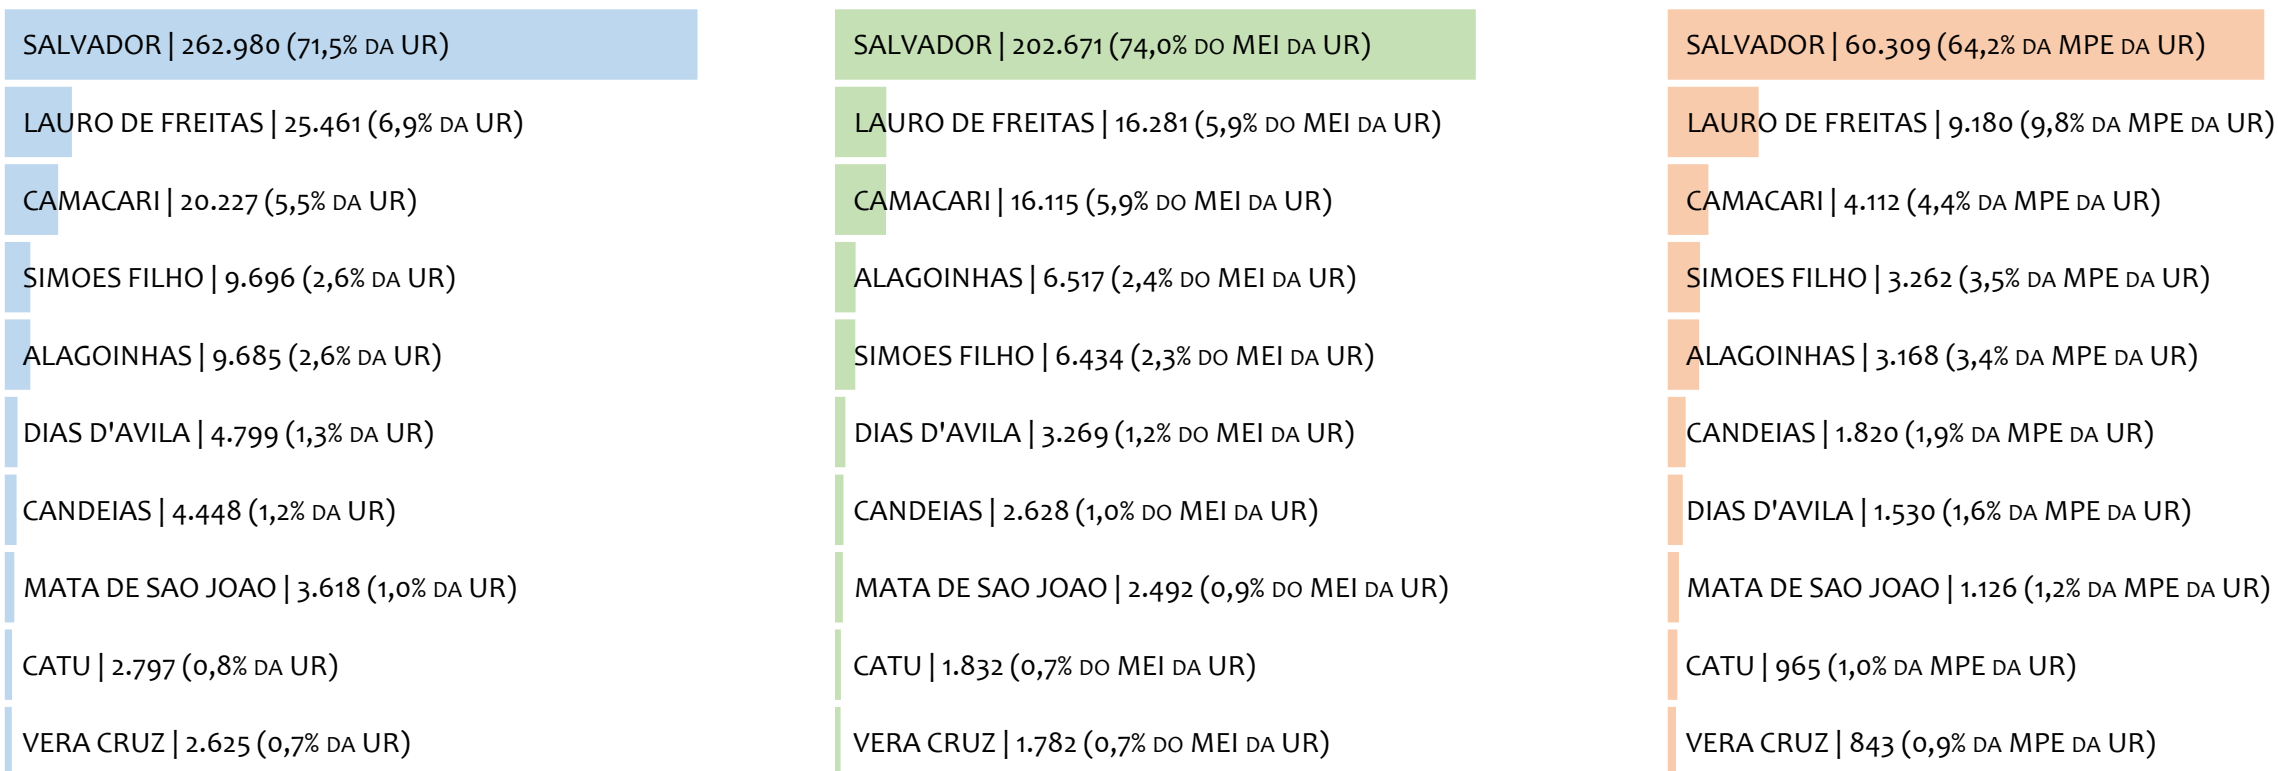 SALVADOR | 262.980 (71,5% DA UR)
LAURO DE FREITAS | 25.461 (6,9% DA UR)
CAMACARI | 20.227 (5,5% DA UR)
SIMOES FILHO | 9.696 (2,6% DA UR)
ALAGOINHAS | 9.685 (2,6% DA UR)
DIAS D'AVILA | 4.799 (1,3% DA UR)
CANDEIAS | 4.448 (1,2% DA UR)
MATA DE SAO JOAO | 3.618 (1,0% DA UR)
CATU | 2.797 (0,8% DA UR)
VERA CRUZ | 2.625 (0,7% DA UR)
SALVADOR | 202.671 (74,0% DO MEI DA UR)
LAURO DE FREITAS | 16.281 (5,9% DO MEI DA UR)
CAMACARI | 16.115 (5,9% DO MEI DA UR)
ALAGOINHAS | 6.517 (2,4% DO MEI DA UR)
SIMOES FILHO | 6.434 (2,3% DO MEI DA UR)
DIAS D'AVILA | 3.269 (1,2% DO MEI DA UR)
CANDEIAS | 2.628 (1,0% DO MEI DA UR)
MATA DE SAO JOAO | 2.492 (0,9% DO MEI DA UR)
CATU | 1.832 (0,7% DO MEI DA UR)
VERA CRUZ | 1.782 (0,7% DO MEI DA UR)
SALVADOR | 60.309 (64,2% DA MPE DA UR)
LAURO DE FREITAS | 9.180 (9,8% DA MPE DA UR)
CAMACARI | 4.112 (4,4% DA MPE DA UR)
SIMOES FILHO | 3.262 (3,5% DA MPE DA UR)
ALAGOINHAS | 3.168 (3,4% DA MPE DA UR)
CANDEIAS | 1.820 (1,9% DA MPE DA UR)
DIAS D'AVILA | 1.530 (1,6% DA MPE DA UR)
MATA DE SAO JOAO | 1.126 (1,2% DA MPE DA UR)
CATU | 965 (1,0% DA MPE DA UR)
VERA CRUZ | 843 (0,9% DA MPE DA UR)